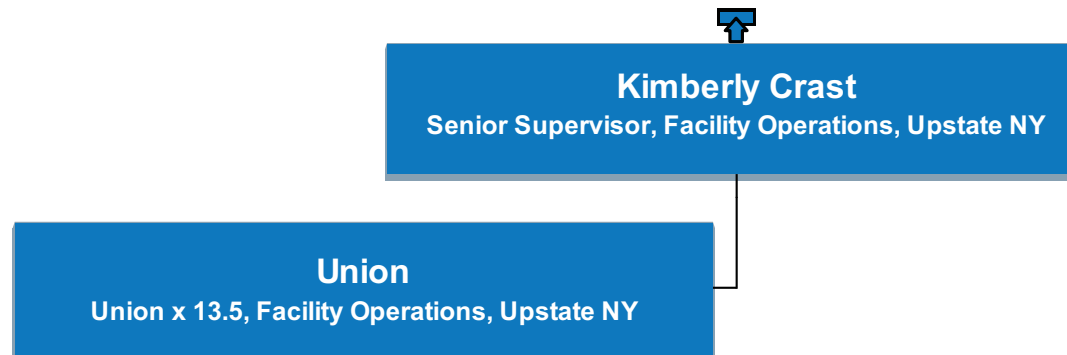 Kimberly Crast
Senior Supervisor, Facility Operations, Upstate NY
Union
Union x 13.5, Facility Operations, Upstate NY